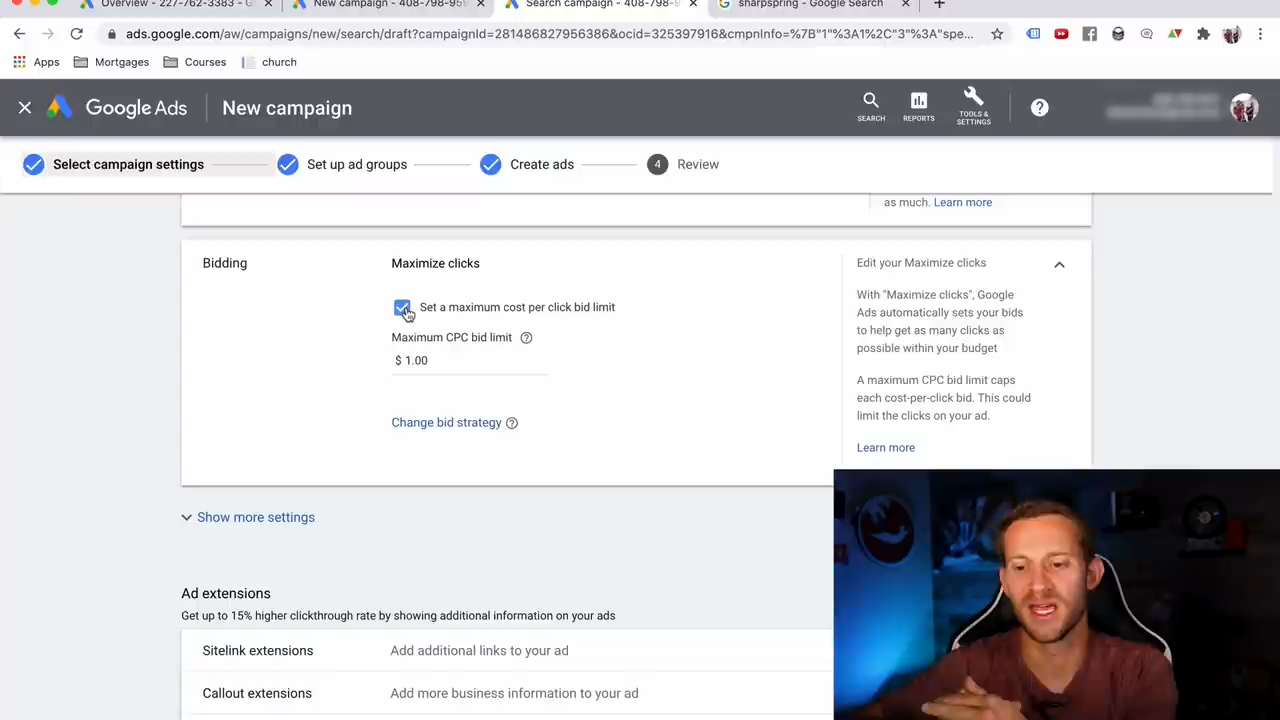 Overview - 227-762-3383 - G
New campaign - 408-798-959
Search campaign - 408-798-9
sharpspring - Google Search
ads.google.com/aw/campaigns/new/search/draft?campaignId=281486827956386&ocid=325397916&cmpnInfo=%7B"1"%3A1%2C"3"%3A"spe...
Apps
Mortgages
Courses
church
Google Ads
New campaign
SEARCH
REPORTS
TOOLS &
SETTINGS
Select campaign settings
Set up ad groups
Create ads
4
Review
as much. Learn more
Bidding
Maximize clicks
Set a maximum cost per click bid limit
Maximum CPC bid limit
$ 1.00
Change bid strategy
Edit your Maximize clicks
With "Maximize clicks", Google
Ads automatically sets your bids
to help get as many clicks as
possible within your budget
A maximum CPC bid limit caps
each cost-per-click bid. This could
limit the clicks on your ad.
Learn more
Show more settings
Ad extensions
Get up to 15% higher clickthrough rate by showing additional information on your ads
Sitelink extensions
Add additional links to your ad
Callout extensions
Add more business information to your ad